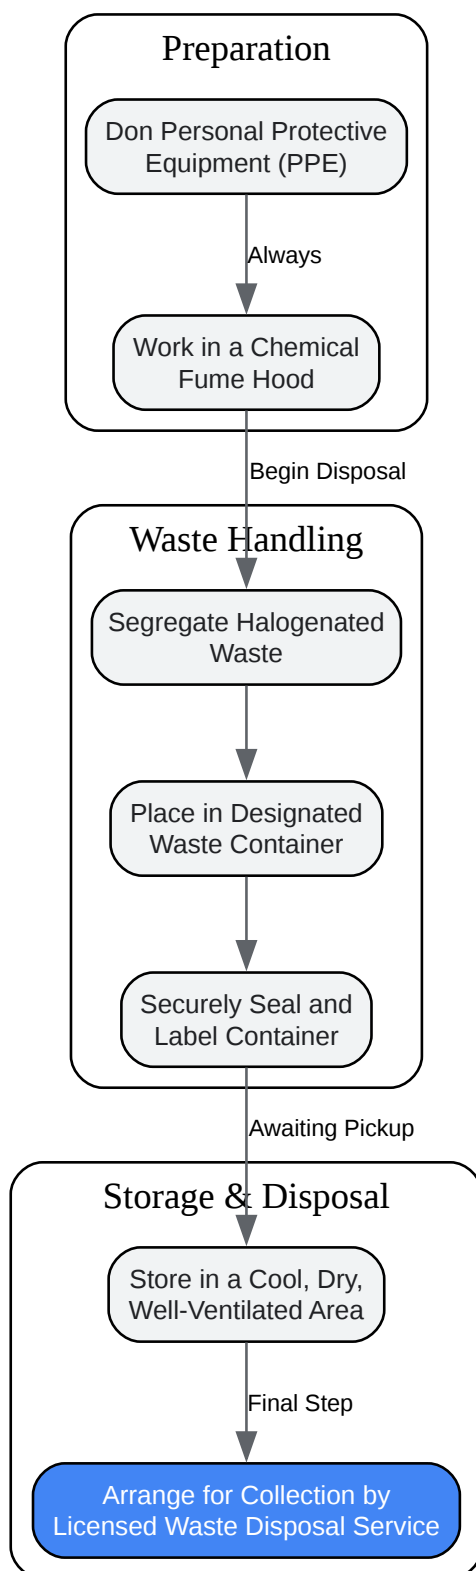 Preparation
Don Personal Protective
Equipment (PPE)
Always
Work in a Chemical
Fume Hood
Begin Disposal
Waste Handling
Segregate Halogenated
Waste
Place in Designated
Waste Container
Securely Seal and
Label Container
Awaiting Pickup
Storage & Disposal
Store in a Cool, Dry,
Well-Ventilated Area
Final Step
Arrange for Collection by
Licensed Waste Disposal Service